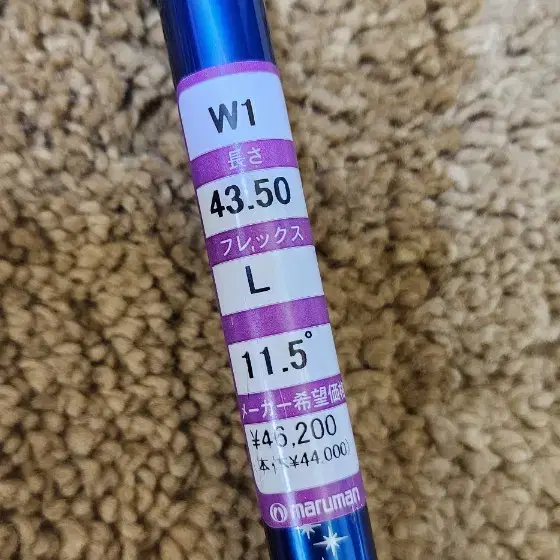 W1
長さ
43.50
フレックス
L
11.5°
メーカー希望価格
¥46,200
(本体¥44,000)
maruman